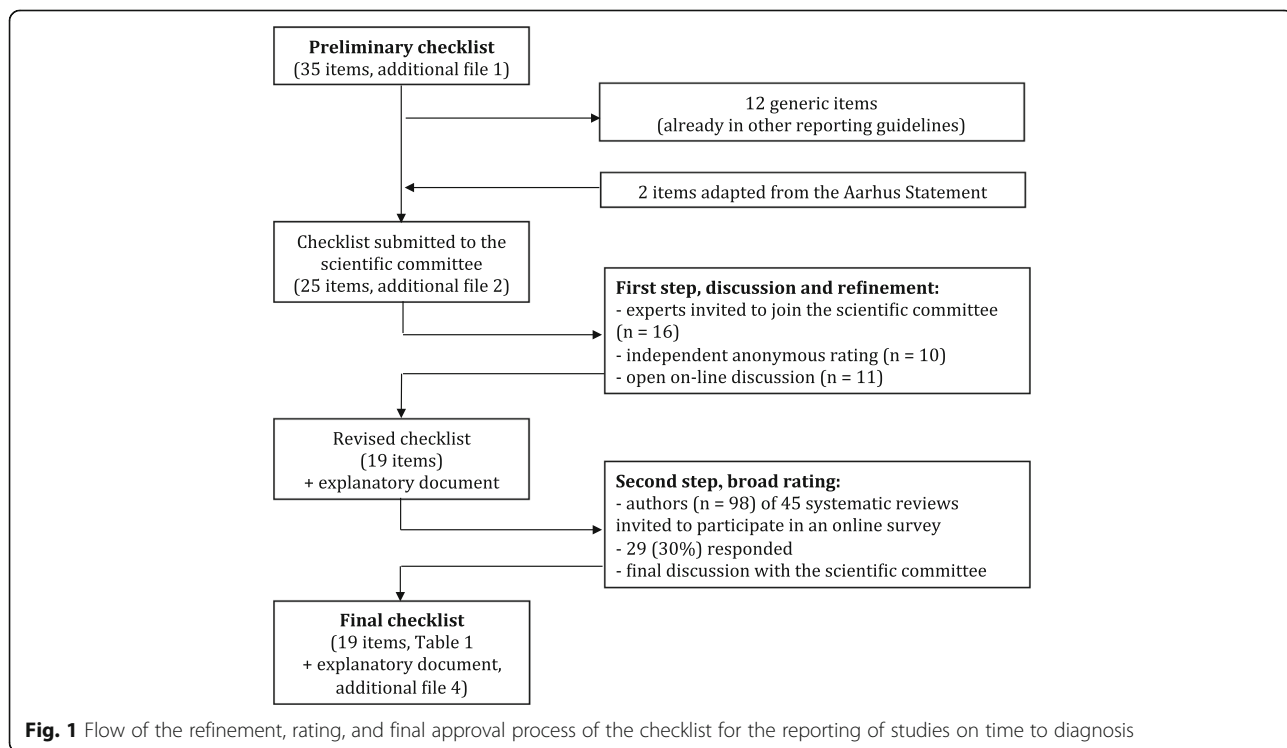 Preliminary checklist
(35 items, additional file 1)
12 generic items
(already in other reporting guidelines)
2 items adapted from the Aarhus Statement
Checklist submitted to the
scientific committee
(25 items, additional file 2)
First step, discussion and refinement:
- experts invited to join the scientific committee
(n = 16)
- independent anonymous rating (n = 10)
- open on-line discussion (n = 11)
Revised checklist
(19 items)
+ explanatory document
Second step, broad rating:
- authors (n = 98) of 45 systematic reviews
invited to participate in an online survey
- 29 (30%) responded
- final discussion with the scientific committee
Final checklist
(19 items, Table 1
+ explanatory document,
additional file 4)
Fig. 1 Flow of the refinement, rating, and final approval process of the checklist for the reporting of studies on time to diagnosis